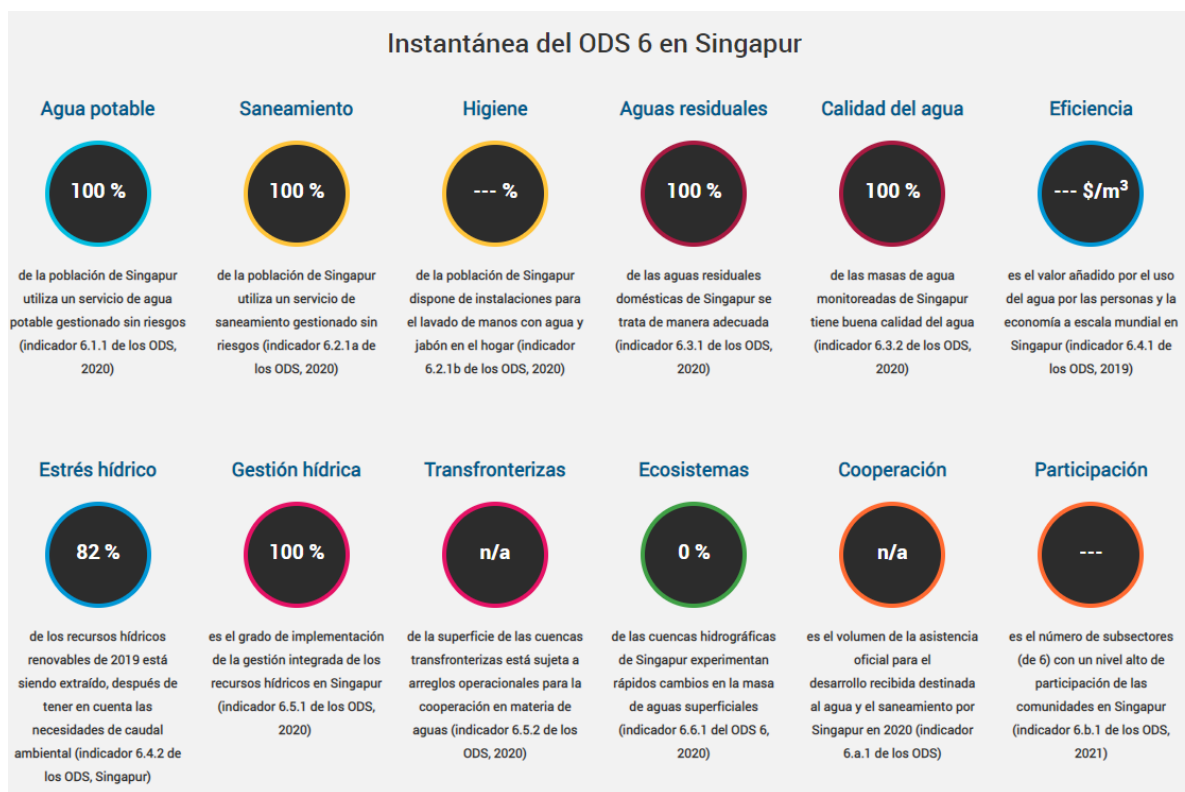 Instantánea del ODS 6 en Singapur
Agua potable
100 %
de la población de Singapur
utiliza un servicio de agua
potable gestionado sin riesgos
(indicador 6.1.1 de los ODS,
2020)
Saneamiento
100 %
de la población de Singapur
utiliza un servicio de
saneamiento gestionado sin
riesgos (indicador 6.2.1a de
los ODS, 2020)
Higiene
--- %
de la población de Singapur
dispone de instalaciones para
el lavado de manos con agua y
jabón en el hogar (indicador
6.2.1b de los ODS, 2020)
Aguas residuales
100 %
de las aguas residuales
domésticas de Singapur se
trata de manera adecuada
(indicador 6.3.1 de los ODS,
2020)
Calidad del agua
100 %
de las masas de agua
monitoreadas de Singapur
tiene buena calidad del agua
(indicador 6.3.2 de los ODS,
2020)
Eficiencia
--- $/m³
es el valor añadido por el uso
del agua por las personas y la
economía a escala mundial en
Singapur (indicador 6.4.1 de
los ODS, 2019)
Estrés hídrico
82 %
de los recursos hídricos
renovables de 2019 está
siendo extraído, después de
tener en cuenta las
necesidades de caudal
ambiental (indicador 6.4.2 de
los ODS, Singapur)
Gestión hídrica
100 %
es el grado de implementación
de la gestión integrada de los
recursos hídricos en Singapur
(indicador 6.5.1 de los ODS,
2020)
Transfronterizas
n/a
de la superficie de las cuencas
transfronterizas está sujeta a
arreglos operacionales para la
cooperación en materia de
aguas (indicador 6.5.2 de los
ODS, 2020)
Ecosistemas
0 %
de las cuencas hidrográficas
de Singapur experimentan
rápidos cambios en la masa
de aguas superficiales
(indicador 6.6.1 del ODS 6,
2020)
Cooperación
n/a
es el volumen de la asistencia
oficial para el
desarrollo recibida destinada
al agua y el saneamiento por
Singapur en 2020 (indicador
6.a.1 de los ODS)
Participación
---
es el número de subsectores
(de 6) con un nivel alto de
participación de las
comunidades en Singapur
(indicador 6.b.1 de los ODS,
2021)